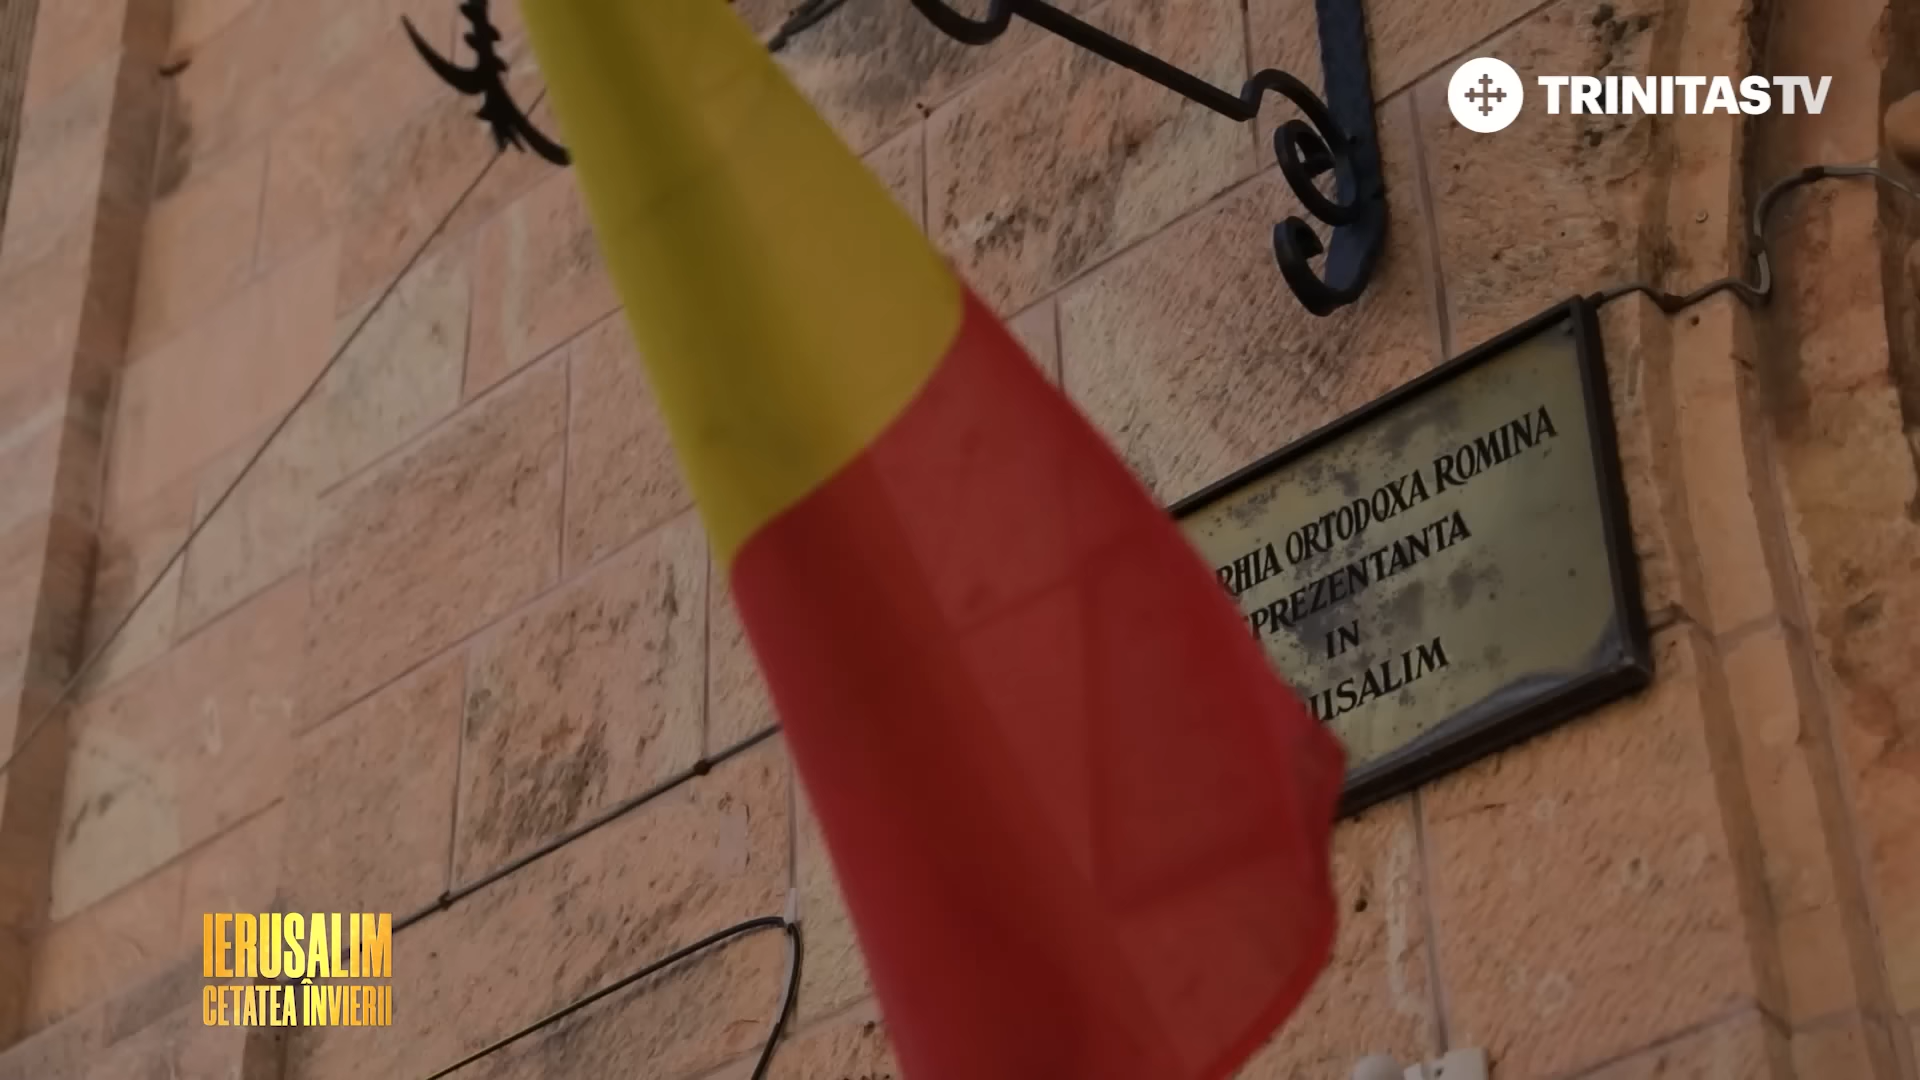 TRINITASTV
RHIA ORTODOXA ROMINA
PREZENTANTA
IN
USALIM
IERUSALIM
CETATEA ÎNVIERII